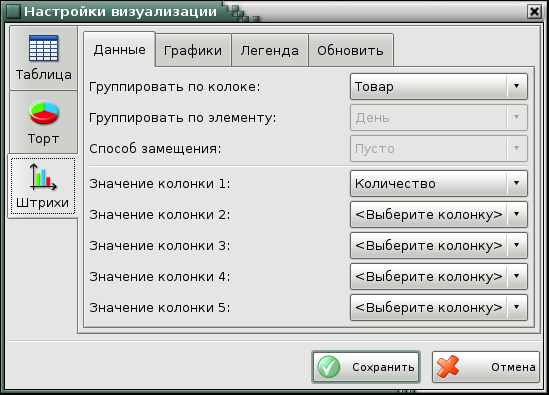 Настройки визуализации
Таблица
Торт
Штрихи
Данные Графики Легенда Обновить
Группировать по колоке: Товар
Группировать по элементу: День
Способ замещения: Пусто
Значение колонки 1: Количество
Значение колонки 2: <Выберите колонку>
Значение колонки 3: <Выберите колонку>
Значение колонки 4: <Выберите колонку>
Значение колонки 5: <Выберите колонку>
Сохранить Отмена